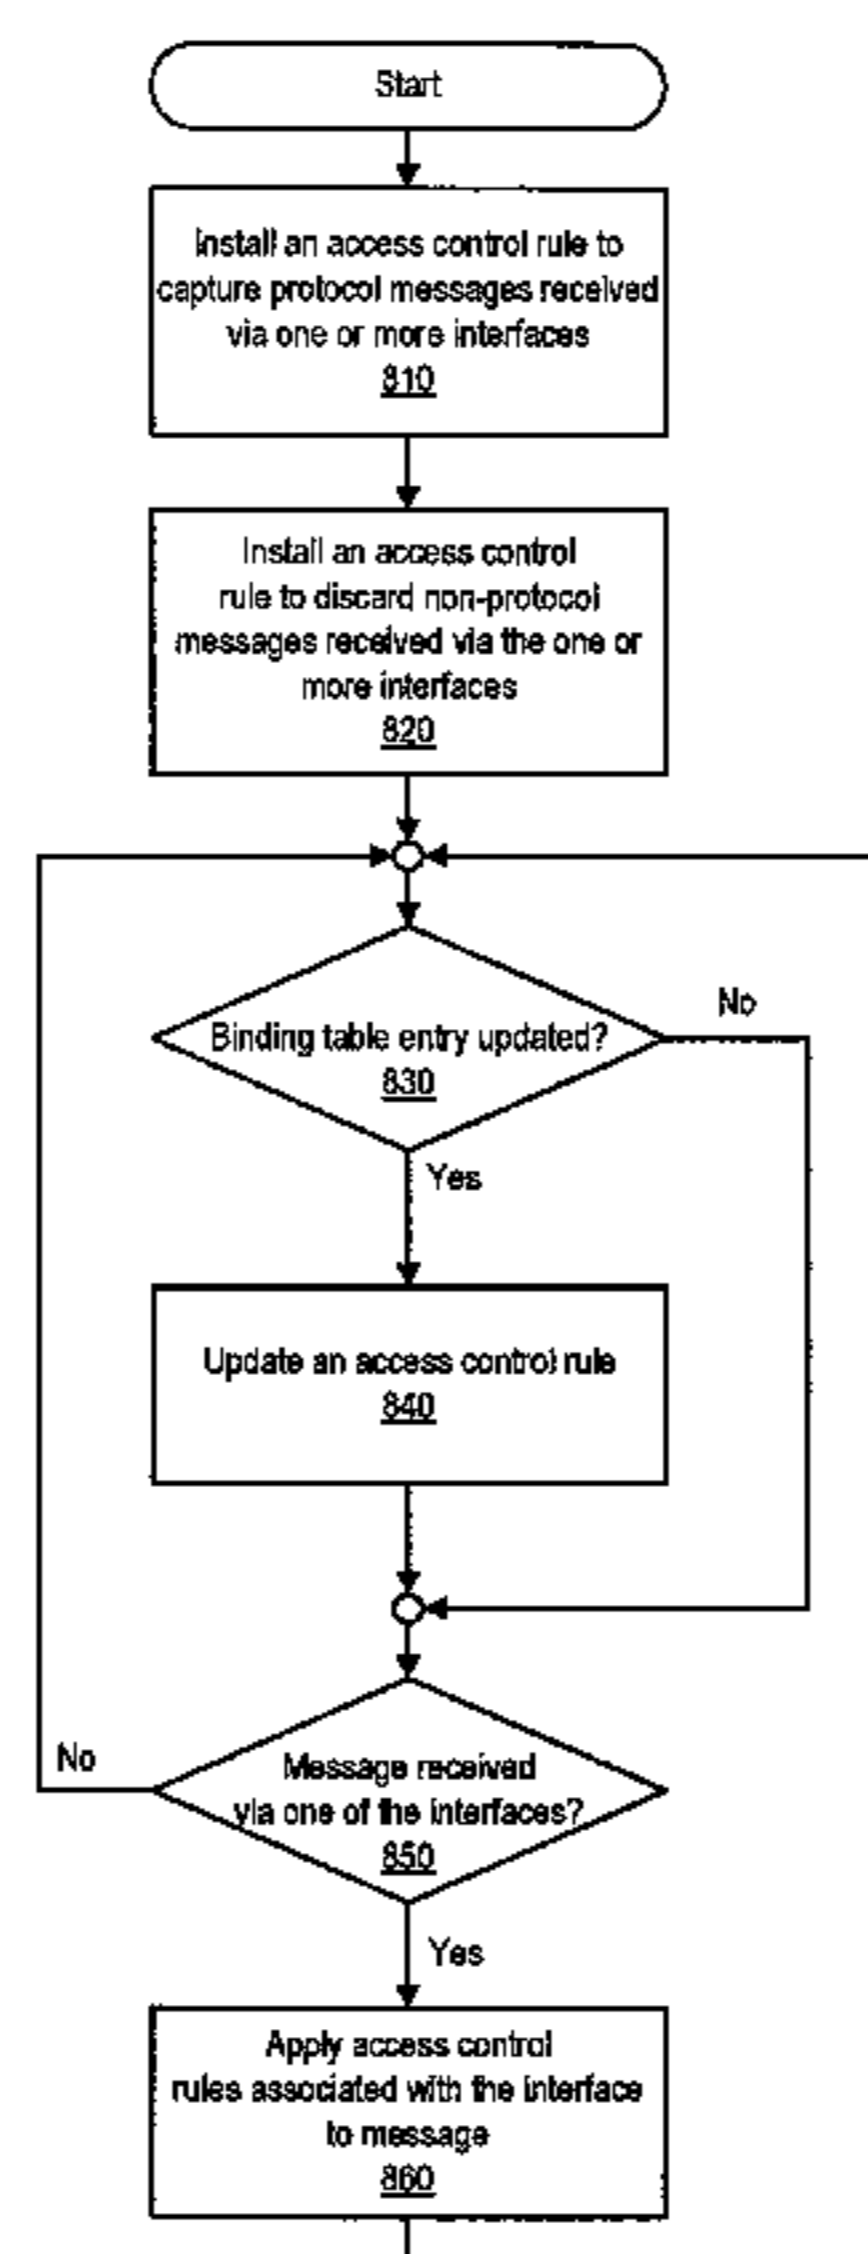 Start
Install an access control rule to
capture protocol messages received
via one or more interfaces
810
Install an access control
rule to discard non-protocol
messages received via the one or
more interfaces
820
Binding table entry updated?
830
No
Yes
Update an access control rule
840
Message received
via one of the interfaces?
850
No
Yes
Apply access control
rules associated with the interface
to message
860